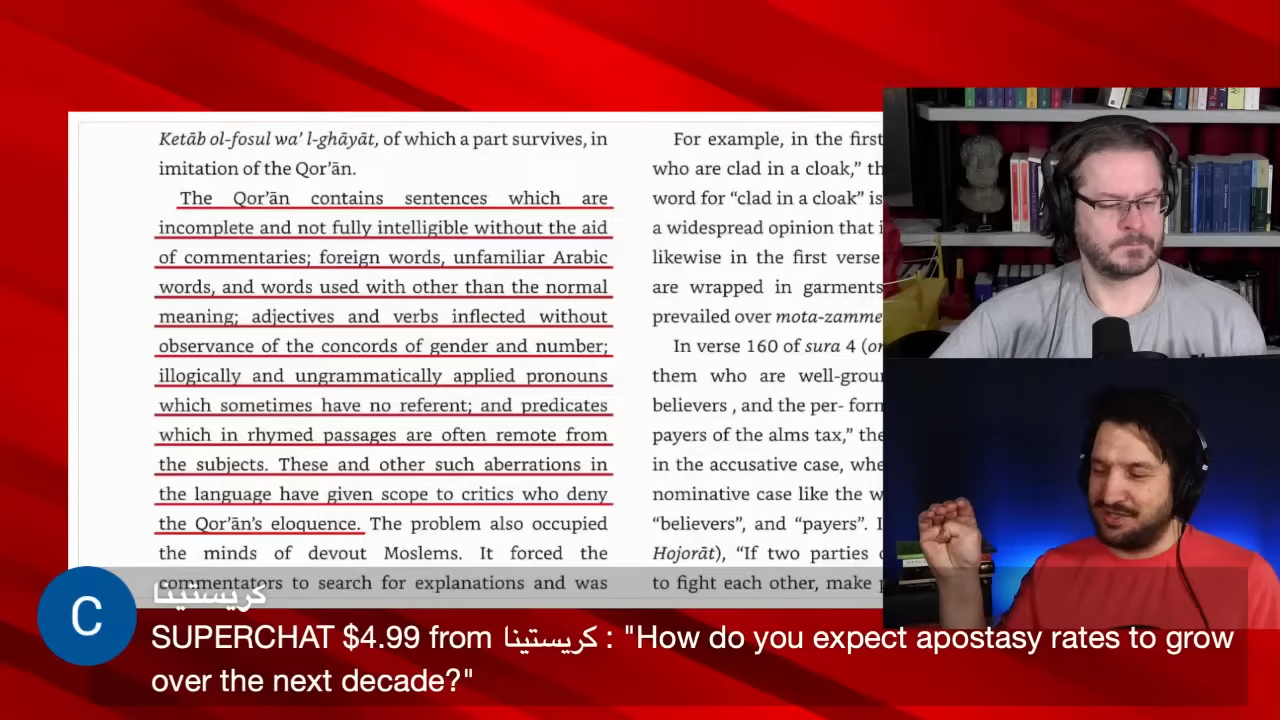 Ketāb ol-fosul wa’ l-ghāyāt, of which a part survives, in
imitation of the Qor’ān.
The Qor’ān contains sentences which are
incomplete and not fully intelligible without the aid
of commentaries; foreign words, unfamiliar Arabic
words, and words used with other than the normal
meaning; adjectives and verbs inflected without
observance of the concords of gender and number;
illogically and ungrammatically applied pronouns
which sometimes have no referent; and predicates
which in rhymed passages are often remote from
the subjects. These and other such aberrations in
the language have given scope to critics who deny
the Qor’ān’s eloquence. The problem also occupied
the minds of devout Moslems. It forced the
commentators to search for explanations and was
For example, in the first
who are clad in a cloak,” th
word for “clad in a cloak” is
a widespread opinion that i
likewise in the first verse
are wrapped in garments
prevailed over mota-zamme
In verse 160 of sura 4 (or
them who are well-grou
believers , and the per- form
payers of the alms tax,” the
in the accusative case, whe
nominative case like the w
“believers”, and “payers”. I
Hojorāt), “If two parties
to fight each other, make p
C
كريستينا
SUPERCHAT $4.99 from كريستينا : "How do you expect apostasy rates to grow
over the next decade?"